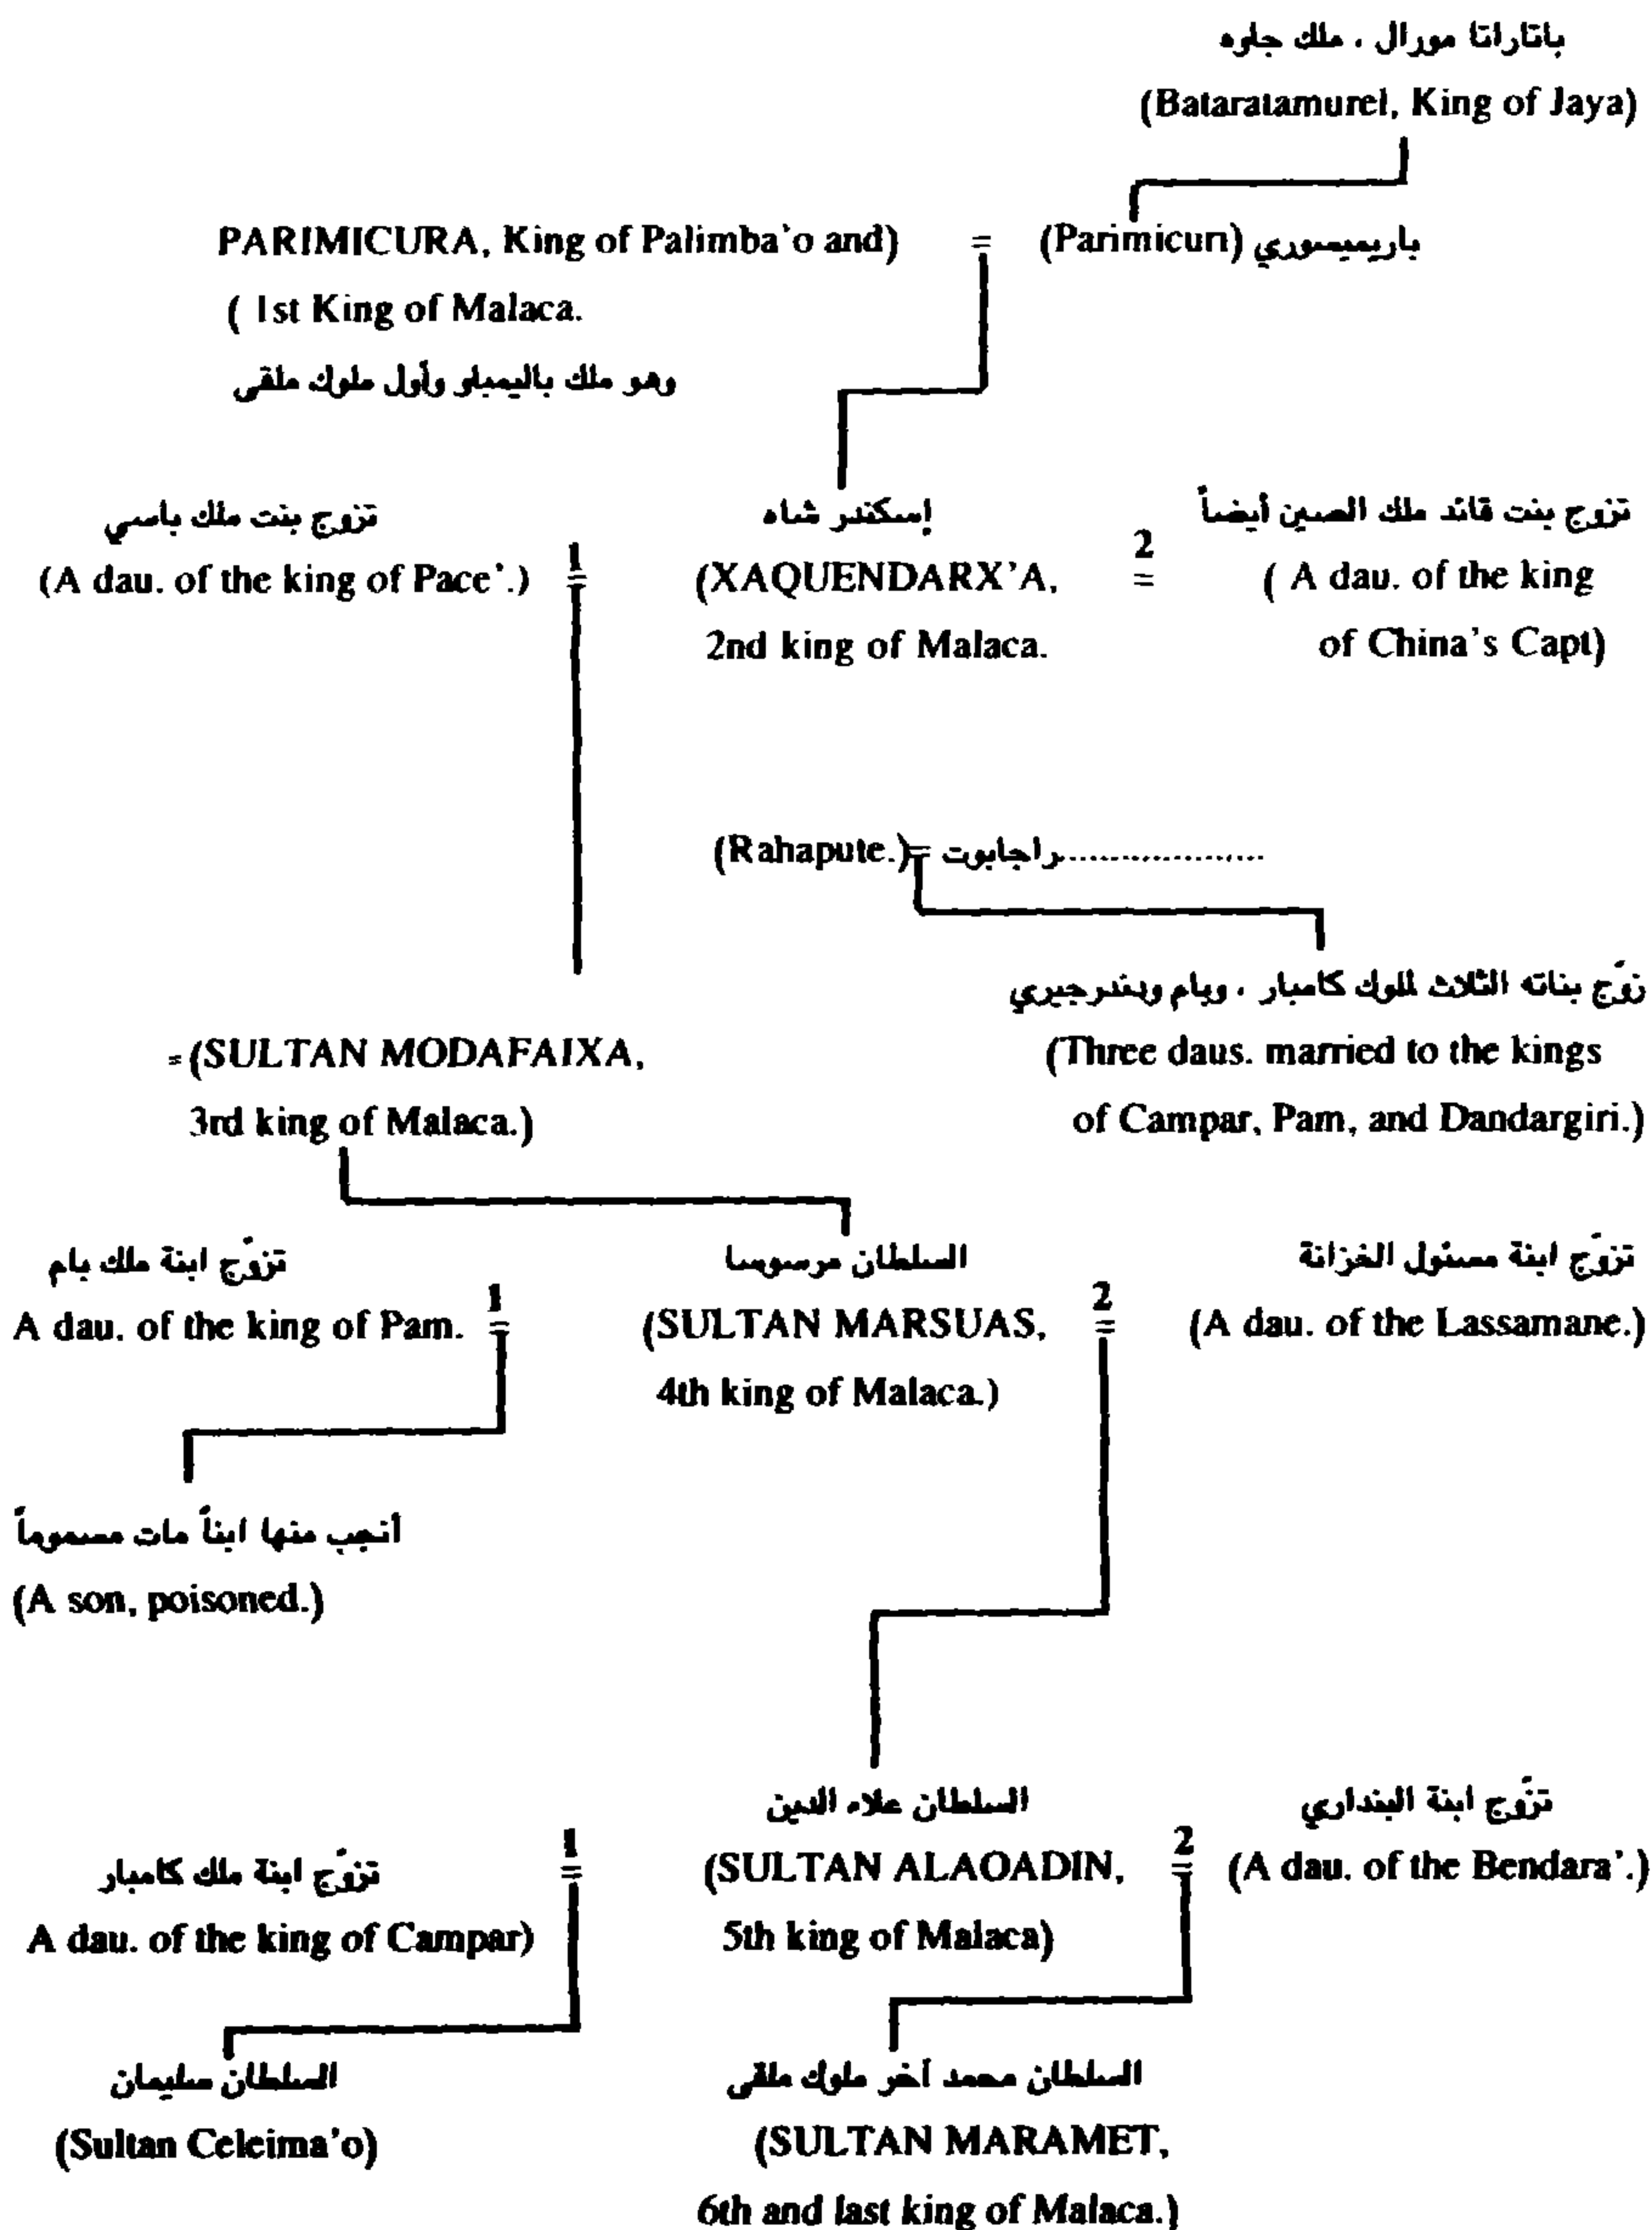 باتاراتا مورال ، ملك جاوه
(Bataratamurel, King of Jaya)
PARIMICURA, King of Palimba'o and) = (Parimicuri) باريميسوري
( 1st King of Malaca.
وهو ملك باليمباو وأول ملوك ملقى
تزوج بنت ملك باسي
إسكندر شاه
تزوج بنت قائد ملك الصين أيضاً
(A dau. of the king of Pace'.) 1 = (XAQUENDARX'A, 2 = ( A dau. of the king
2nd king of Malaca.
of China's Capt)
(Rahapute.)= راجابوت....................
زوّج بناته الثلاث لملوك كامبار ، وبام ودندرجيري
=(SULTAN MODAFAIXA,
(Three daus. married to the kings
3rd king of Malaca.)
of Campar, Pam, and Dandargiri.)
تزوّج ابنة ملك بام
السلطان مرسوسا
تزوّج ابنة مسئول الخزانة
A dau. of the king of Pam. 1 = (SULTAN MARSUAS, 2 = (A dau. of the Lassamane.)
4th king of Malaca.)
أنجب منها ابناً مات مسموماً
(A son, poisoned.)
السلطان علاء الدين
تزّوج ابنة البنداري
تزوّج ابنة ملك كامبار
1 = (SULTAN ALAOADIN, 2 = (A dau. of the Bendara'.)
A dau. of the king of Campar)
5th king of Malaca)
السلطان سليمان
السلطان محمد آخر ملوك ملقى
(Sultan Celeima'o)
(SULTAN MARAMET,
6th and last king of Malaca.)